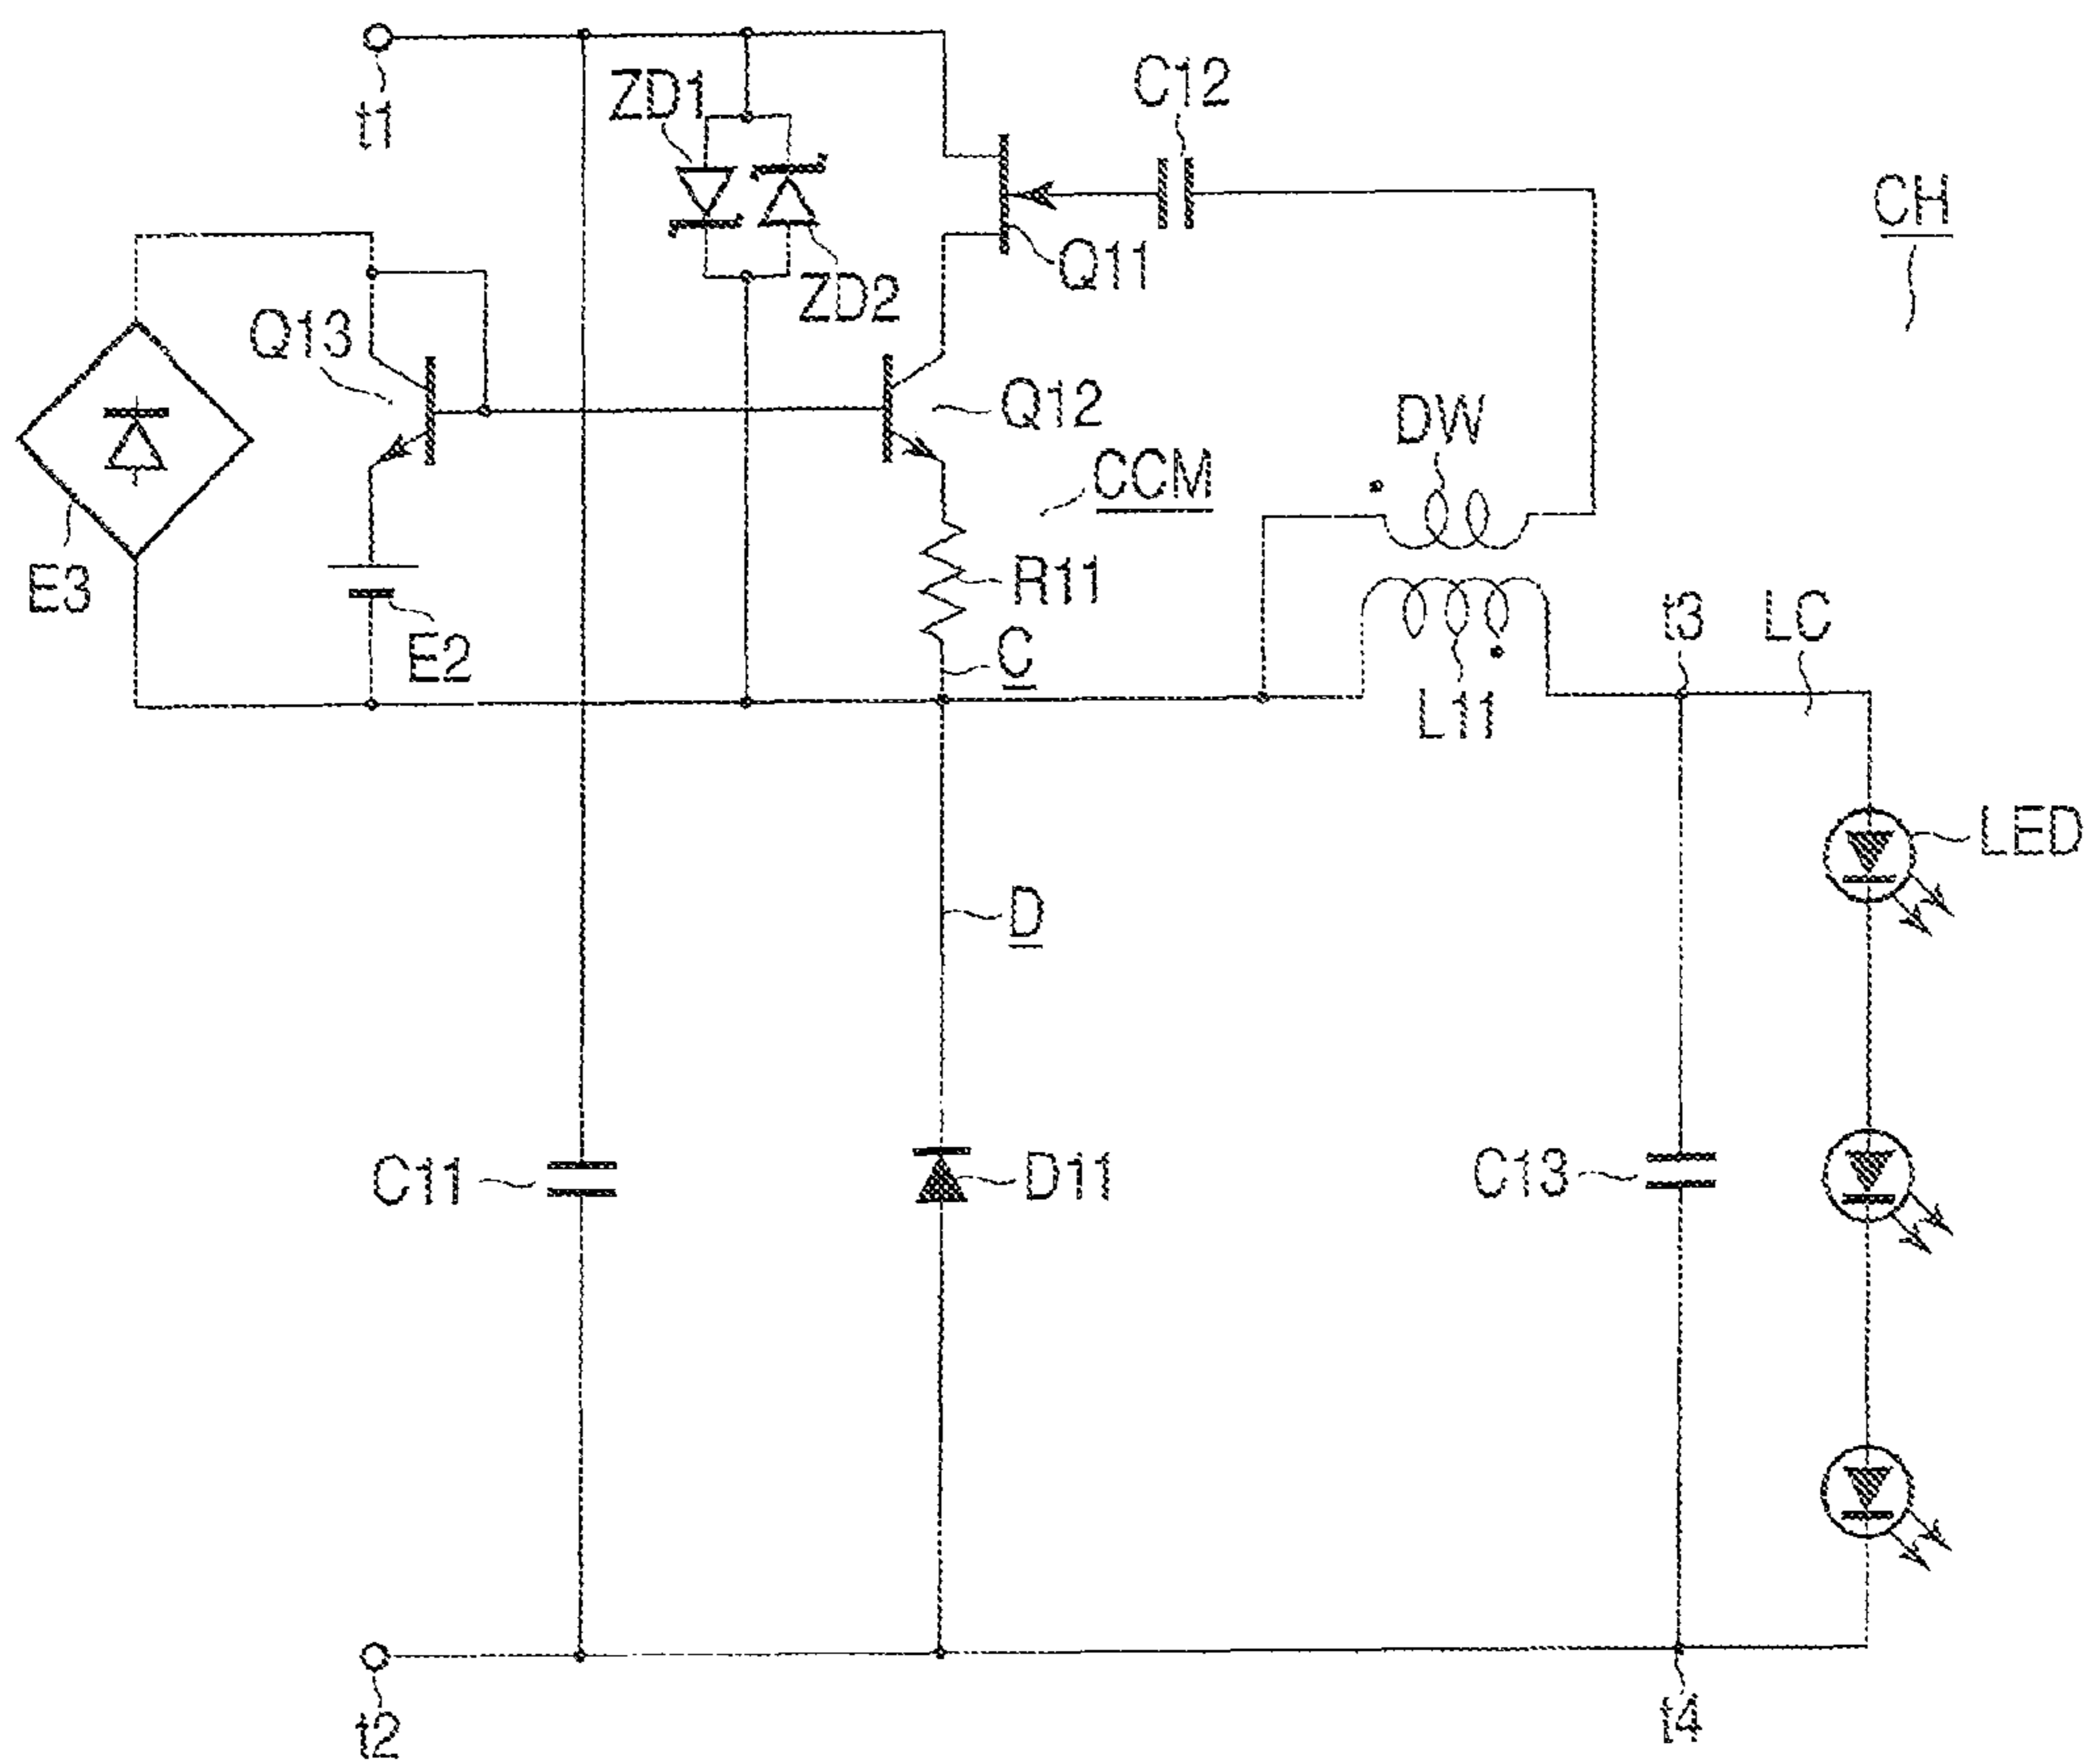 t1
ZD1
C12
CH
Q11
ZD2
Q13
Q12
DW
CCM
E3
R11
t3
LC
E2
C
L11
LED
D
C11
D11
C13
t2
t4